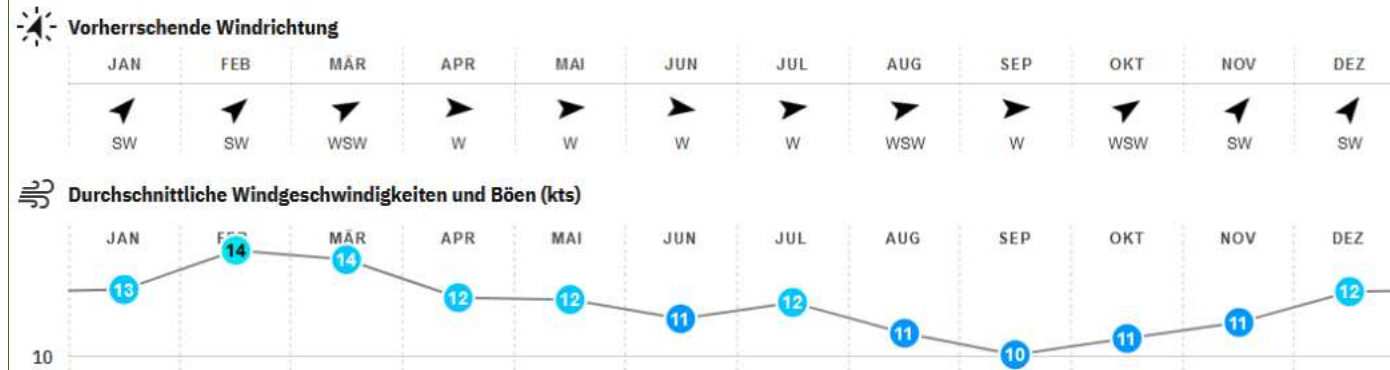 Vorherrschende Windrichtung
JAN FEB MÄR APR MAI JUN JUL AUG SEP OKT NOV DEZ
SW SW WSW W W W W WSW W WSW SW SW
Durchschnittliche Windgeschwindigkeiten und Böen (kts)
JAN FEB MÄR APR MAI JUN JUL AUG SEP OKT NOV DEZ
13 14 14 12 12 11 12 11 10 11 11 12
10